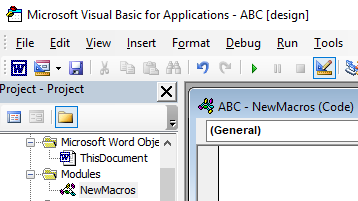 Microsoft Visual Basic for Applications - ABC [design]
File Edit View Insert Format Debug Run Tools
Project - Project
ABC - NewMacros (Code)
(General)
Microsoft Word Obje
ThisDocument
Modules
NewMacros